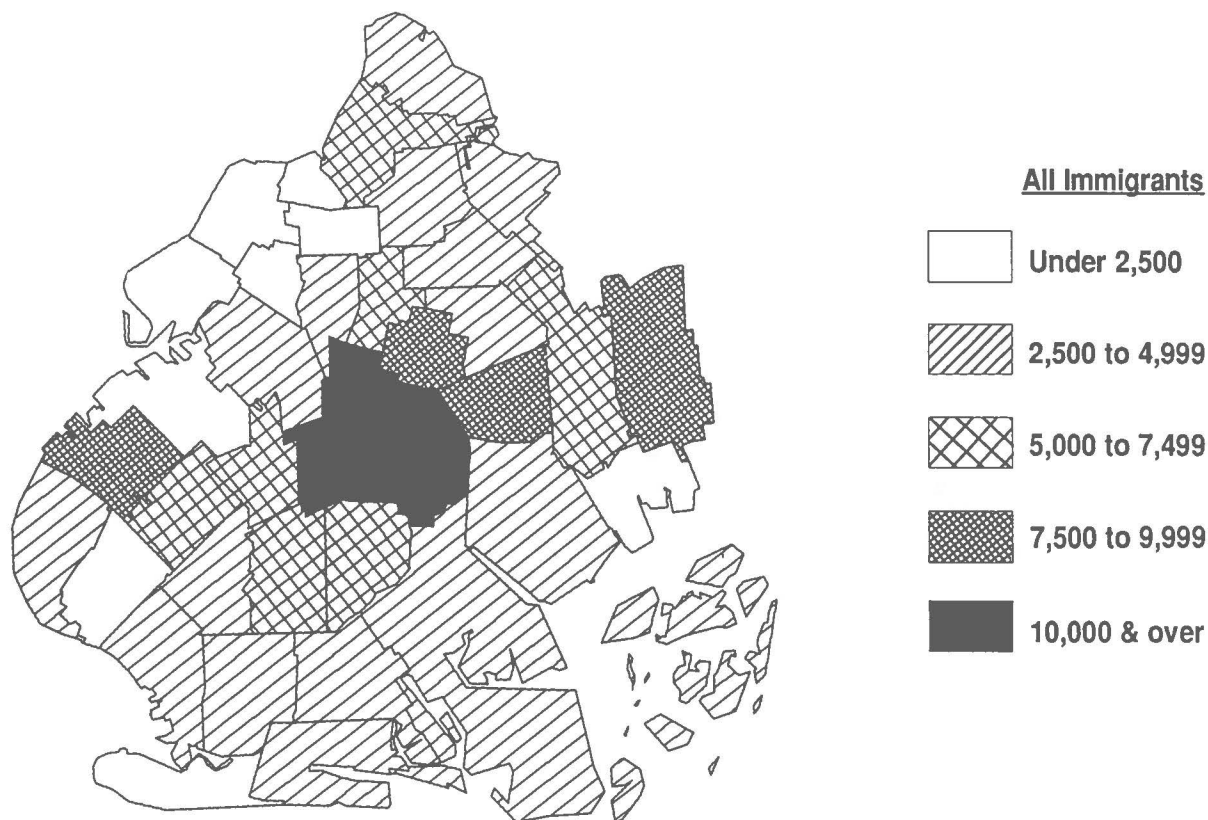 All Immigrants
Under 2,500
2,500 to 4,999
5,000 to 7,499
7,500 to 9,999
10,000 & over